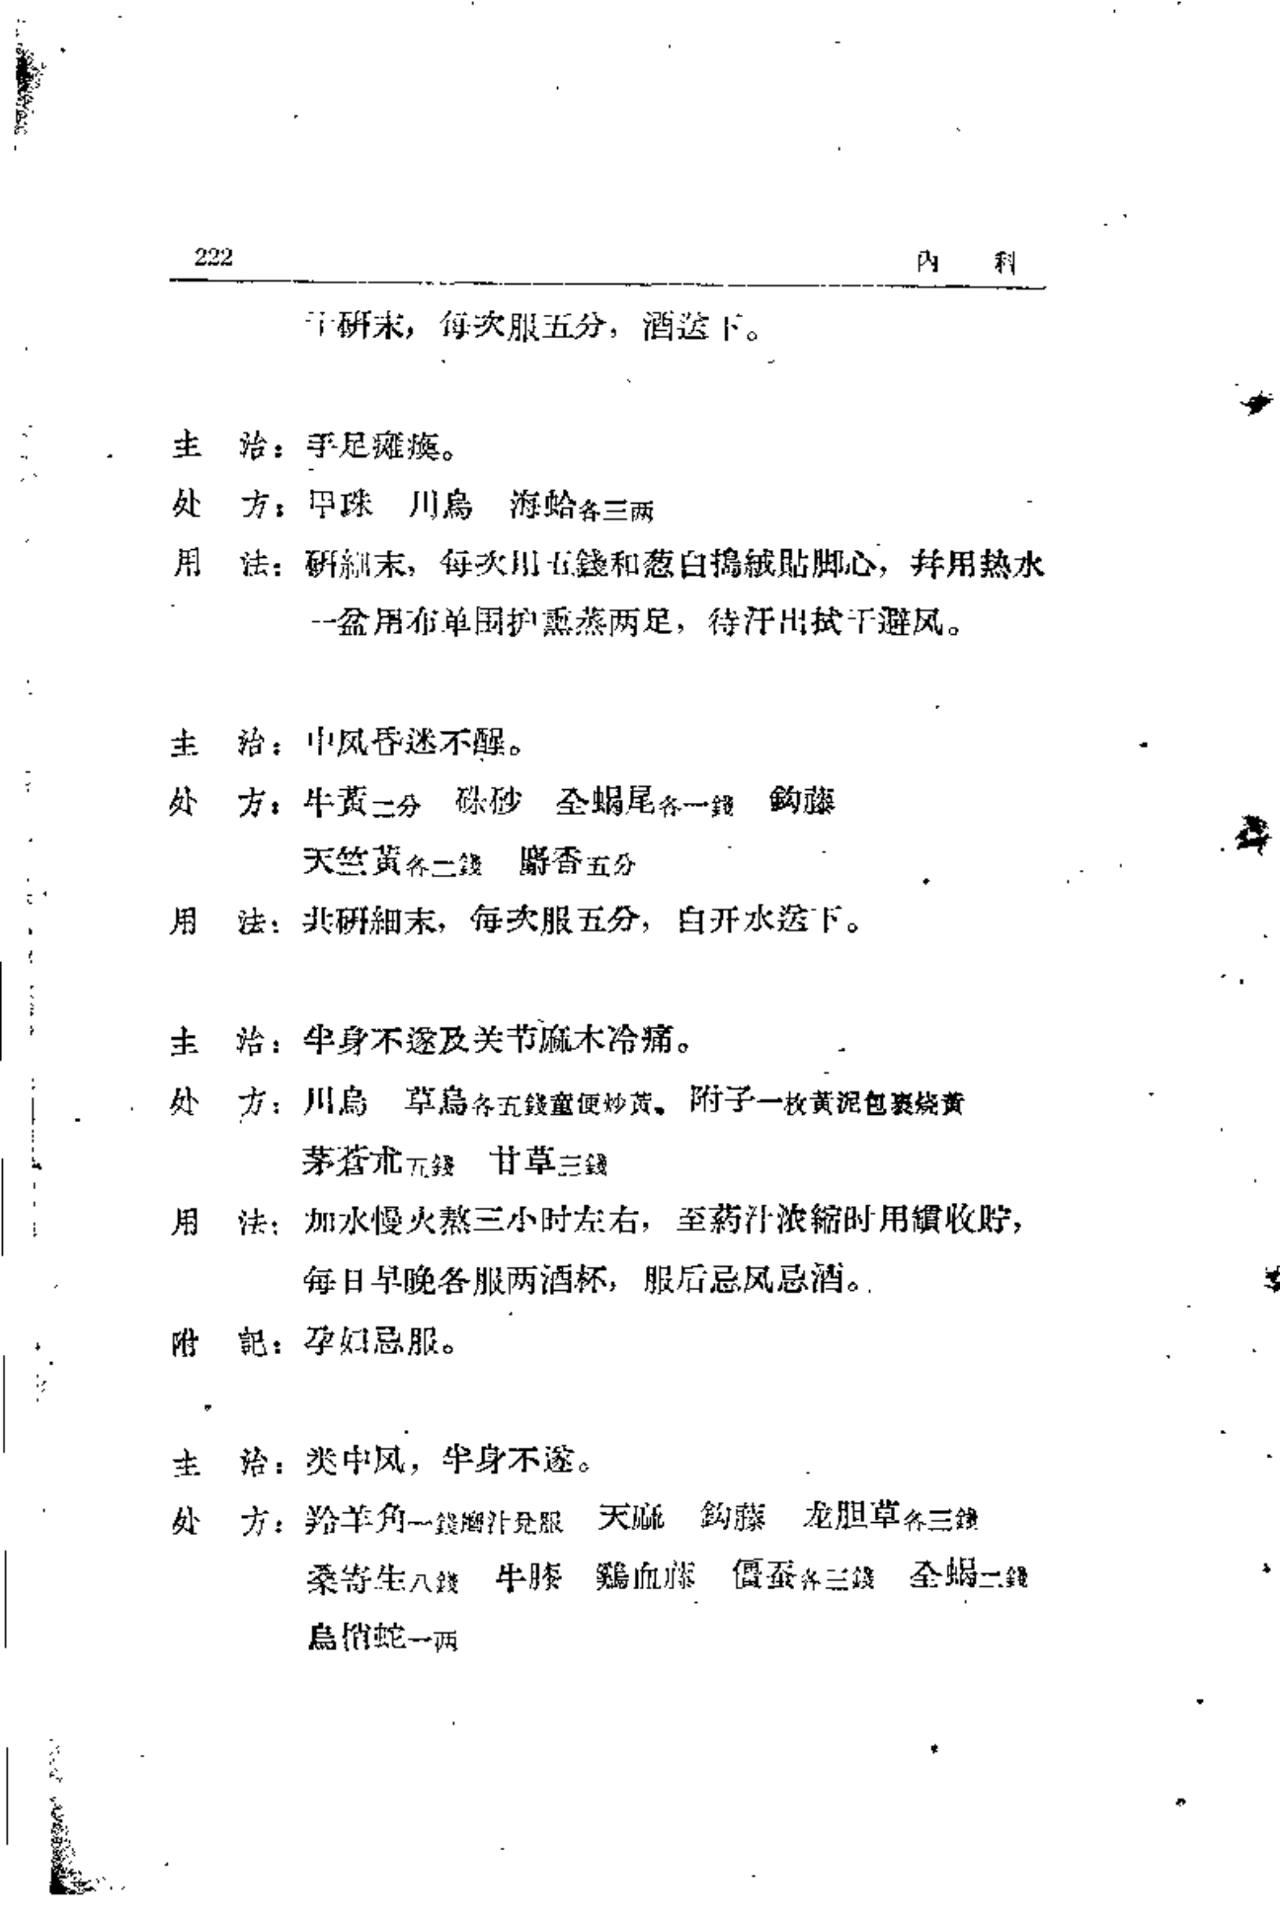 222 內 科
干研末，每次服五分，酒送下。
主 治：手足瘫痪。
处 方：甲珠 川烏 海蛤各三两
用 法：研細末，每次用五錢和葱白搗絨貼脚心，幷用热水
一盆用布单围护熏蒸两足，待汗出拭干避风。
主 治：中风昏迷不醒。
处 方：牛黃二分 硃砂 全蝎尾各一錢 鈎藤
天竺黃各二錢 麝香五分
用 法：共研細末，每次服五分，白开水送下。
主 治：半身不遂及关节麻木冷痛。
处 方：川烏 草烏各五錢童便炒黃。 附子一枚黃泥包裹烧黃
茅蒼朮五錢 甘草三錢
用 法：加水慢火熬三小时左右，至药汁浓縮时用罐收貯，
每日早晚各服两酒杯，服后忌风忌酒。
附 記：孕妇忌服。
主 治：类中风，半身不遂。
处 方：羚羊角一錢磨汁兌服 天麻 鈎藤 龙胆草各三錢
桑寄生八錢 牛膝 鷄血藤 僵蚕各三錢 全蝎二錢
烏梢蛇一两